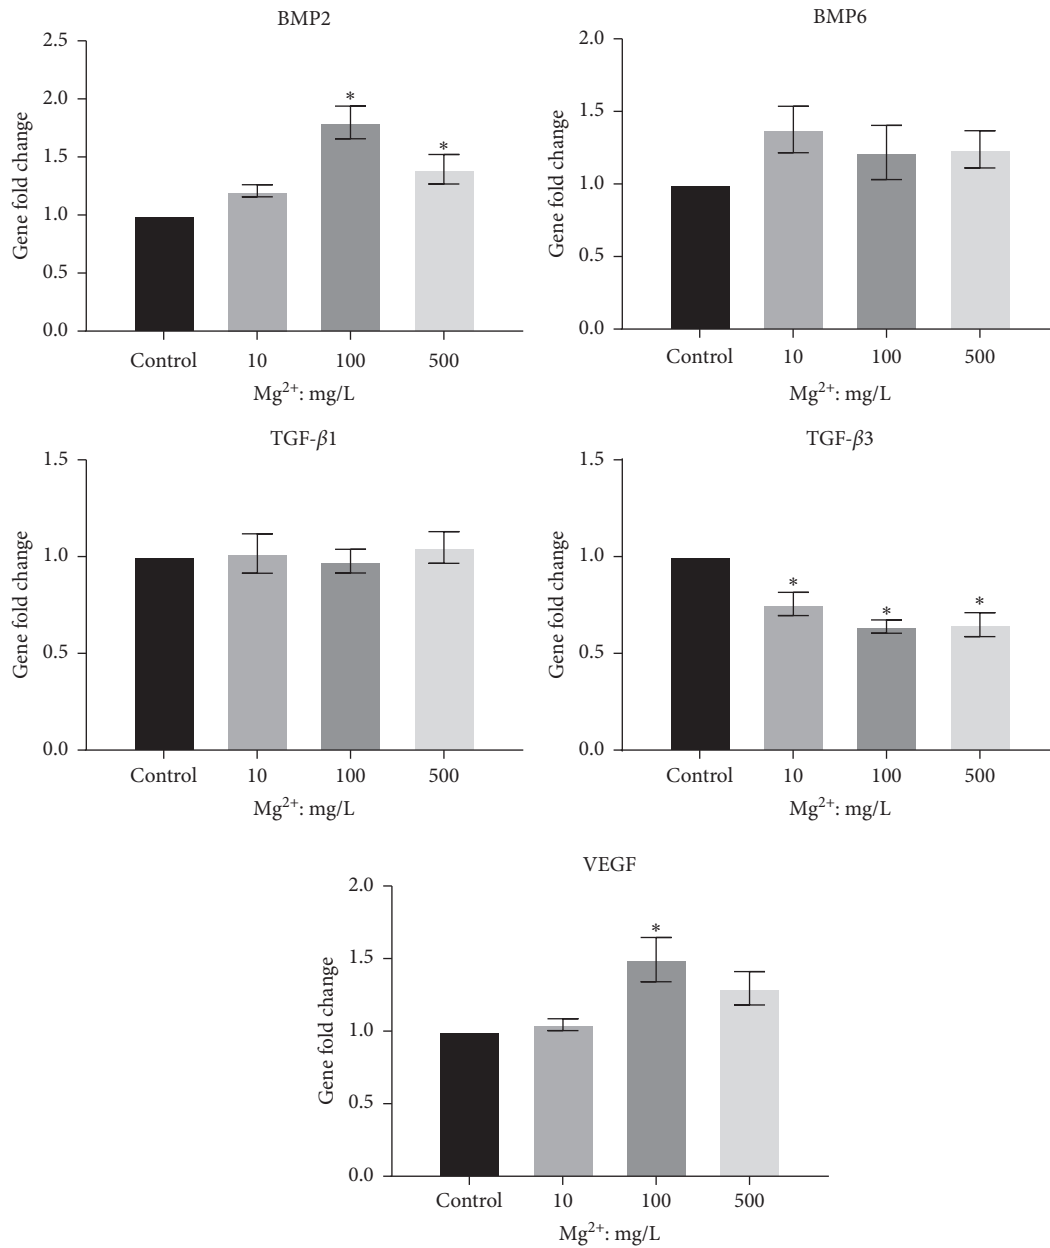 BMP2
Gene fold change
2.5
2.0
1.5
1.0
0.5
0.0
*
*
Control 10 100 500
Mg²⁺: mg/L
BMP6
Gene fold change
2.0
1.5
1.0
0.5
0.0
Control 10 100 500
Mg²⁺: mg/L
TGF-β1
Gene fold change
1.5
1.0
0.5
0.0
Control 10 100 500
Mg²⁺: mg/L
TGF-β3
Gene fold change
1.5
1.0
0.5
0.0
*
*
*
Control 10 100 500
Mg²⁺: mg/L
VEGF
Gene fold change
2.0
1.5
1.0
0.5
0.0
*
Control 10 100 500
Mg²⁺: mg/L